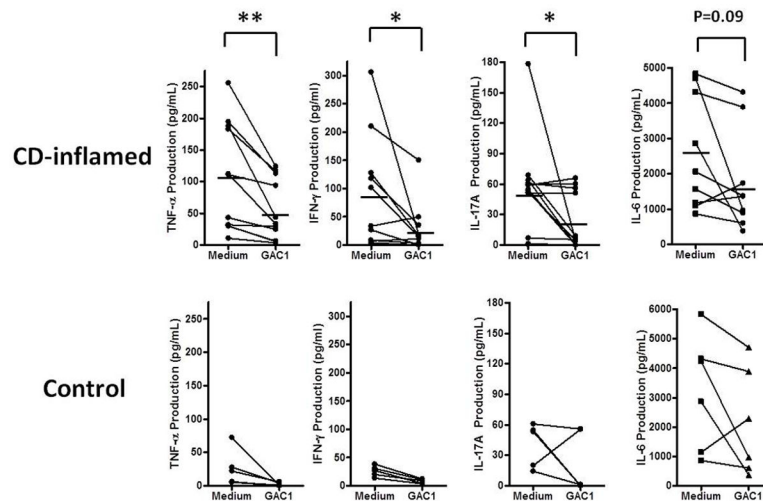 ** * * P=0.09
CD-inflamed
TNF-α Production (pg/mL)
250
200
150
100
50
0
Medium GAC1
IFN-γ Production (pg/ml)
300
250
200
150
100
50
0
Medium GAC1
IL-17A Production (pg/mL)
180
150
120
90
60
30
0
Medium GAC1
IL-6 Production (pg/mL)
5000
4000
3000
2000
1000
0
Medium GAC1
Control
TNF-α Production (pg/mL)
250
200
150
100
50
0
Medium GAC1
IFN-γ Production (pg/ml)
300
250
200
150
100
50
0
Medium GAC1
IL-17A Production (pg/mL)
180
150
120
90
60
30
0
Medium GAC1
IL-6 Production (pg/mL)
6000
5000
4000
3000
2000
1000
0
Medium GAC1